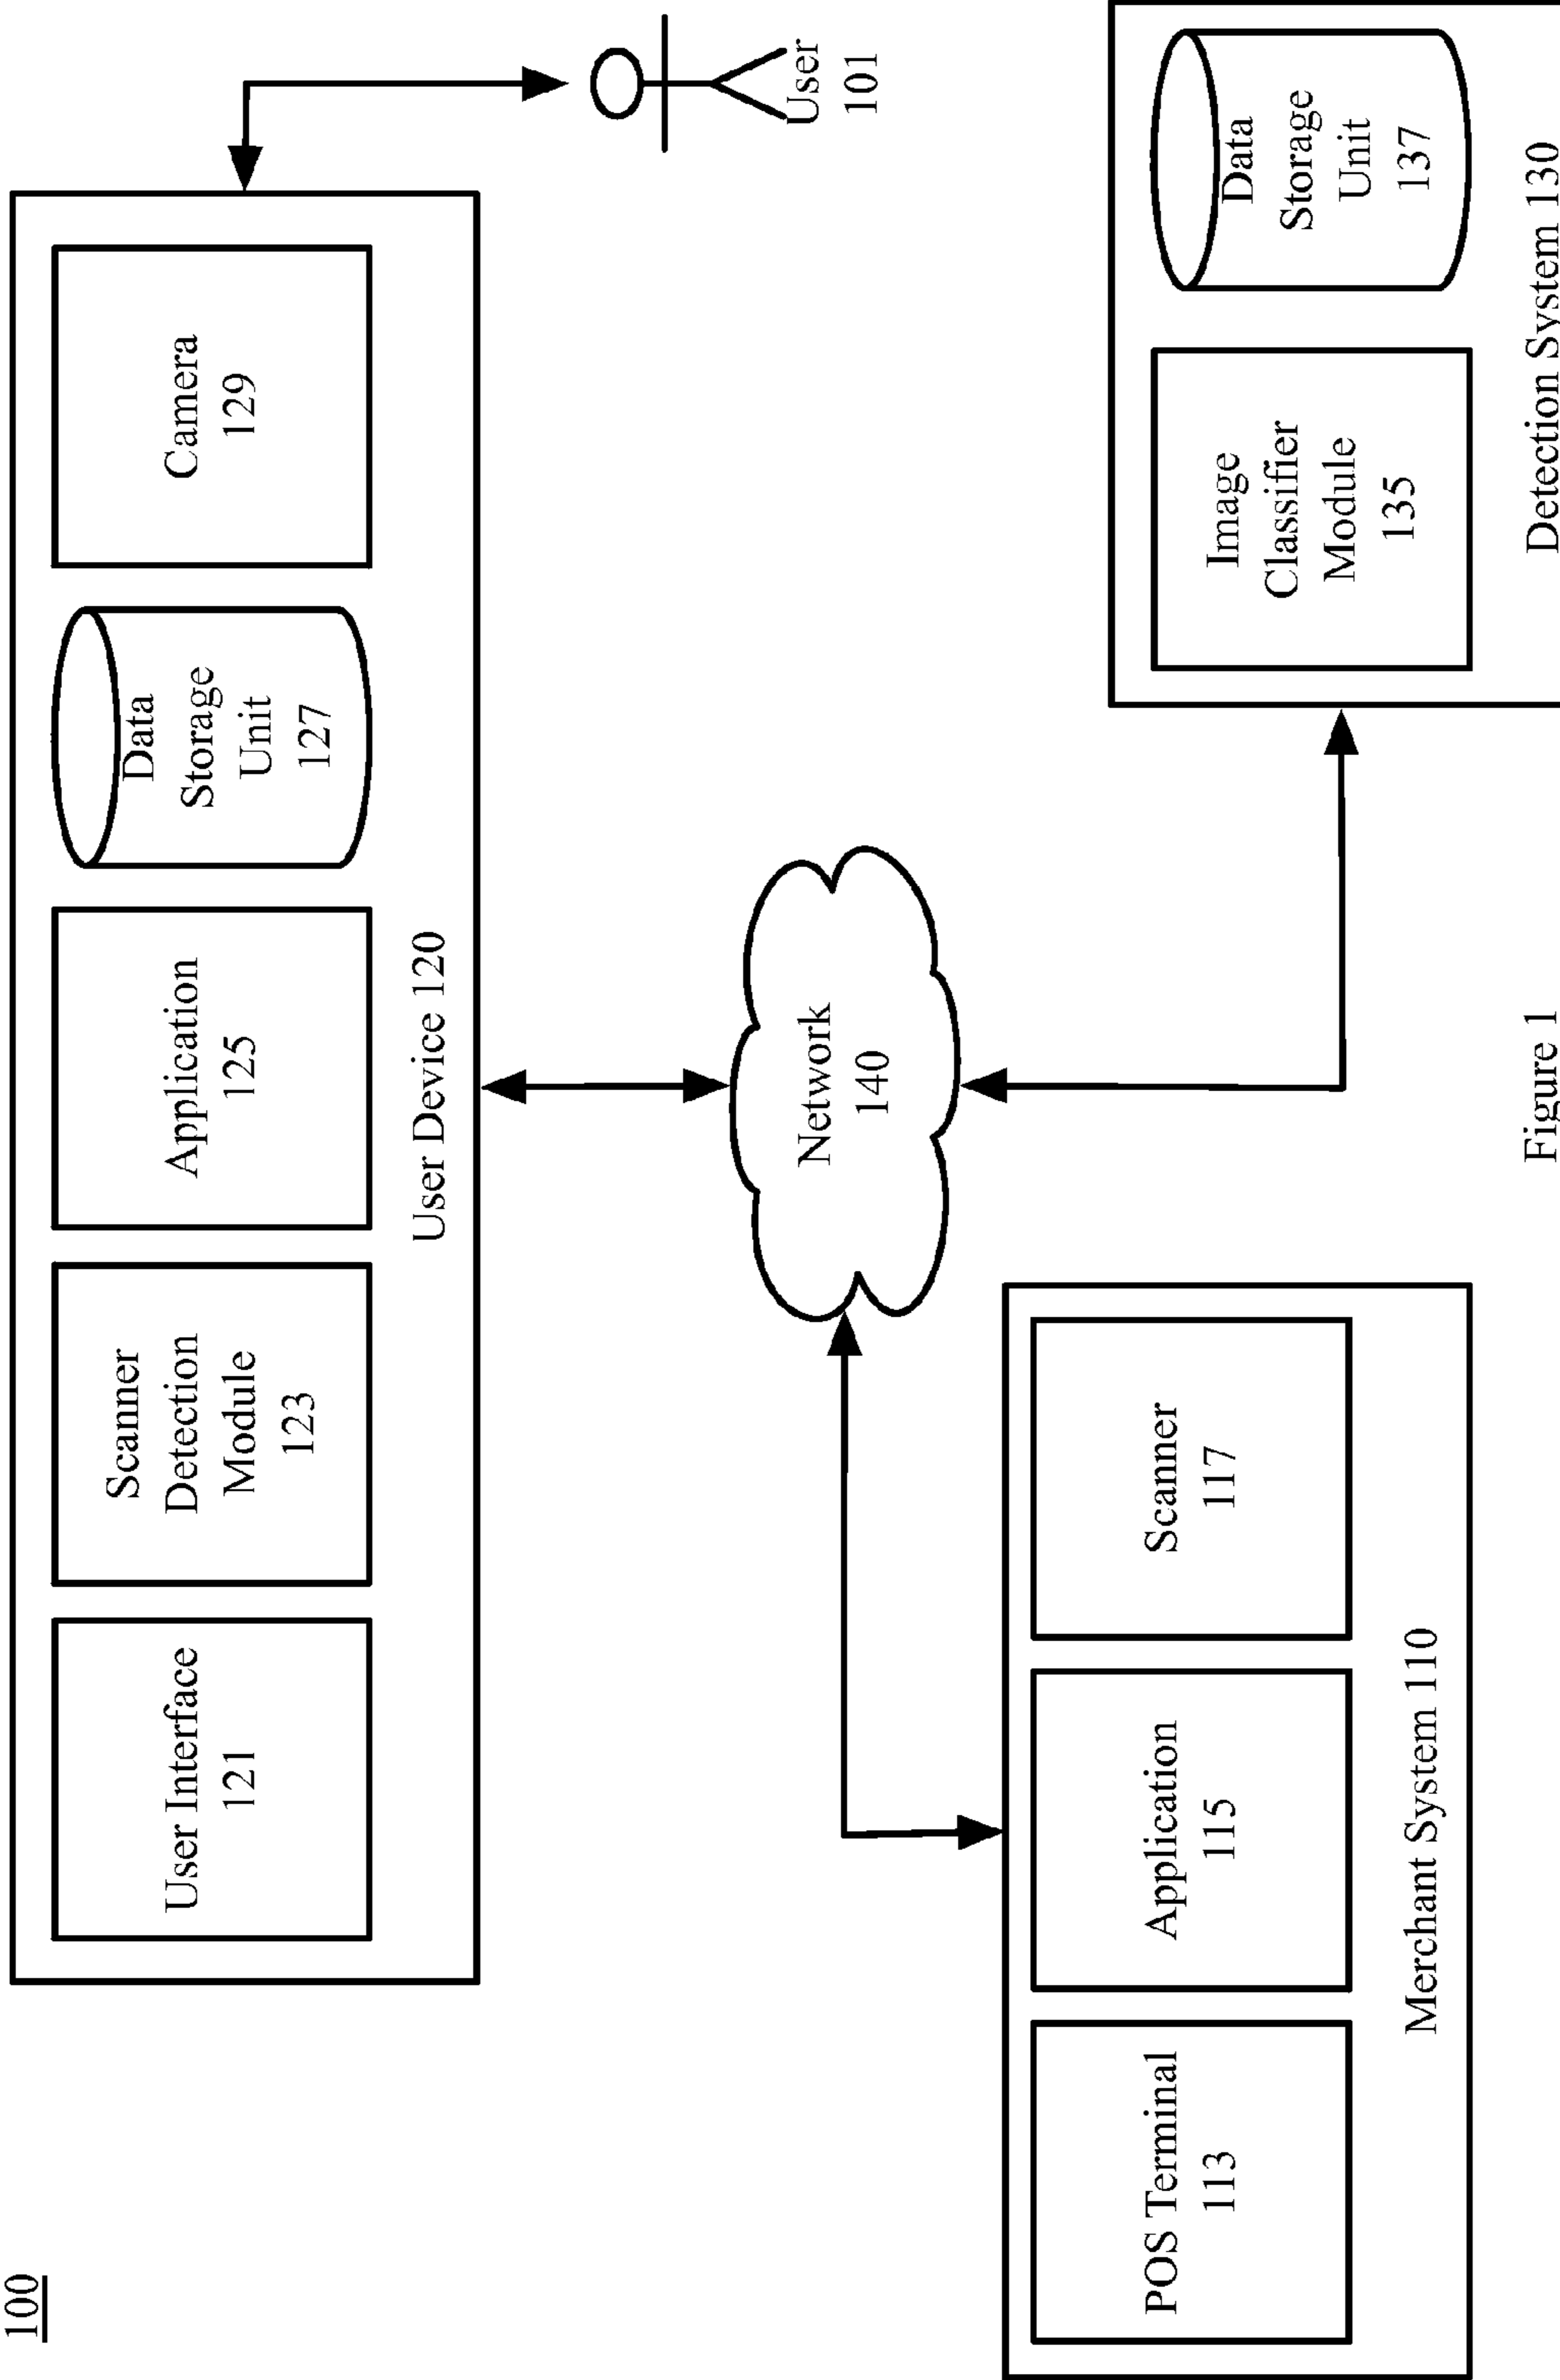 100
User Interface
121
Scanner
Detection
Module
123
Application
125
Data
Storage
Unit
127
Camera
129
User Device 120
User
101
Network
140
POS Terminal
113
Application
115
Scanner
117
Merchant System 110
Image
Classifier
Module
135
Data
Storage
Unit
137
Detection System 130
Figure 1